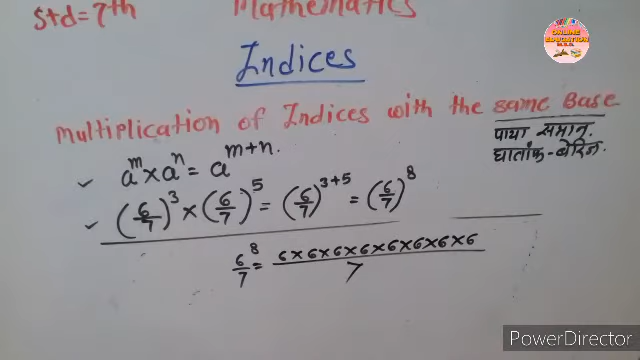 Std = 7th
Mathematics
ONLINE EDUCATION
Indices
Multiplication of Indices with the same Base
पाया समान.
घातांक - बेरिज.
✓ a^m × a^n = a^(m+n).
✓ (6/7)^3 × (6/7)^5 = (6/7)^(3+5) = (6/7)^8
6/7^8 = 6×6×6×6×6×6×6×6 / 7
PowerDirector